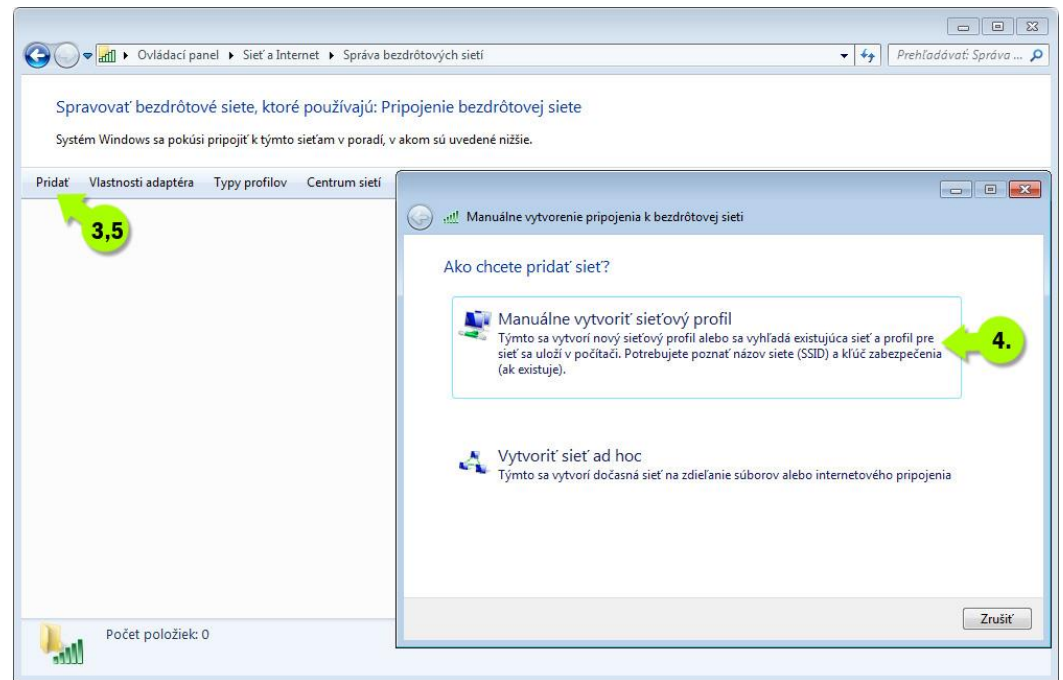 Ovládací panel Sieť a Internet Správa bezdrôtových sietí
Prehľadávať: Správa ...
Spravovať bezdrôtové siete, ktoré používajú: Pripojenie bezdrôtovej siete
Systém Windows sa pokúsi pripojiť k týmto sieťam v poradí, v akom sú uvedené nižšie.
Pridať Vlastnosti adaptéra Typy profilov Centrum sietí
3,5
Manuálne vytvorenie pripojenia k bezdrôtovej sieti
Ako chcete pridať sieť?
Manuálne vytvoriť sieťový profil
Týmto sa vytvorí nový sieťový profil alebo sa vyhľadá existujúca sieť a profil pre
sieť sa uloží v počítači. Potrebujete poznať názov siete (SSID) a kľúč zabezpečenia
(ak existuje).
4.
Vytvoriť sieť ad hoc
Týmto sa vytvorí dočasná sieť na zdieľanie súborov alebo internetového pripojenia
Zrušiť
Počet položiek: 0